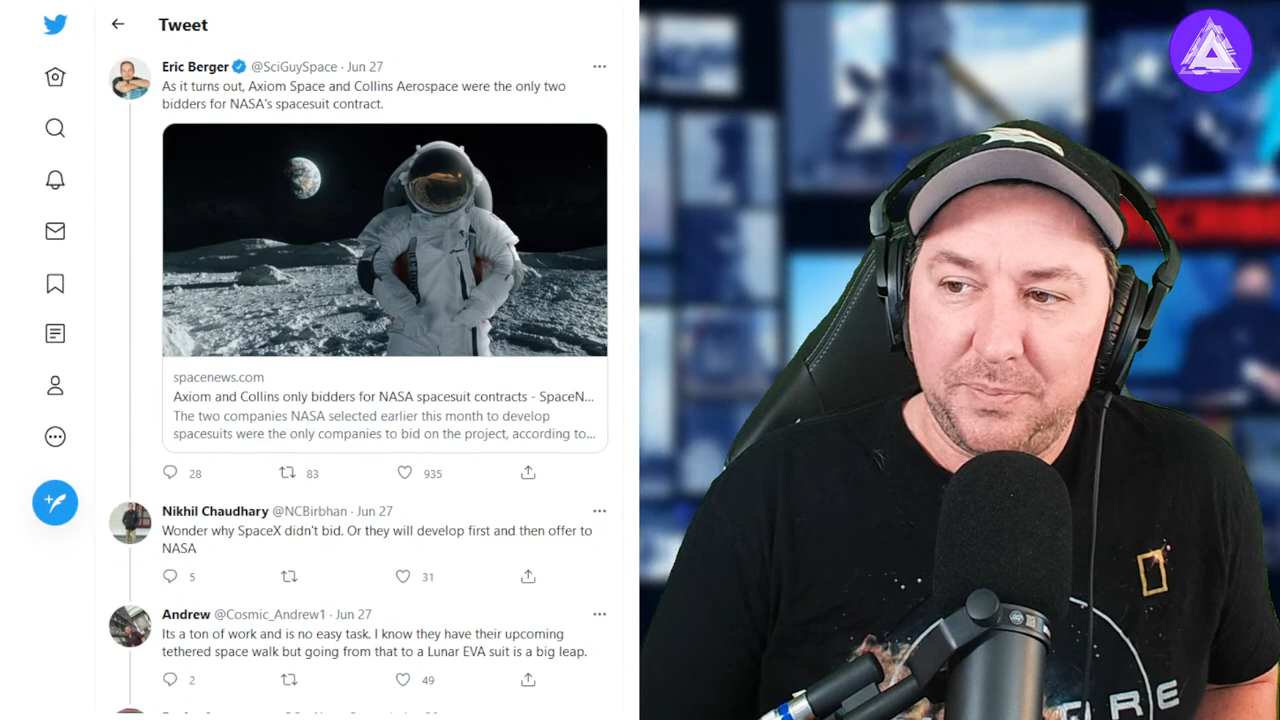 Tweet
Eric Berger @SciGuySpace · Jun 27
As it turns out, Axiom Space and Collins Aerospace were the only two
bidders for NASA's spacesuit contract.
spacenews.com
Axiom and Collins only bidders for NASA spacesuit contracts - SpaceN...
The two companies NASA selected earlier this month to develop
spacesuits were the only companies to bid on the project, according to...
28 83 935
Nikhil Chaudhary @NCBirbhan · Jun 27
Wonder why SpaceX didn't bid. Or they will develop first and then offer to
NASA
5 31
Andrew @Cosmic_Andrew1 · Jun 27
Its a ton of work and is no easy task. I know they have their upcoming
tethered space walk but going from that to a Lunar EVA suit is a big leap.
2 49